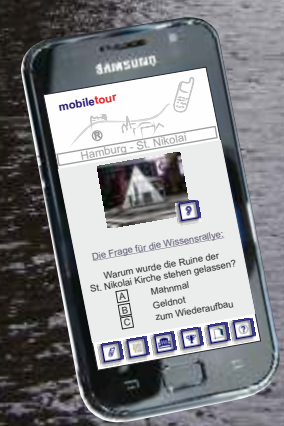 SAMSUNG
mobiletour
®
Hamburg - St. Nikolai
?
Die Frage für die Wissensrallye:
Warum wurde die Ruine der
St. Nikolai Kirche stehen gelassen?
A Mahnmal
B Geldnot
C zum Wiederaufbau
?